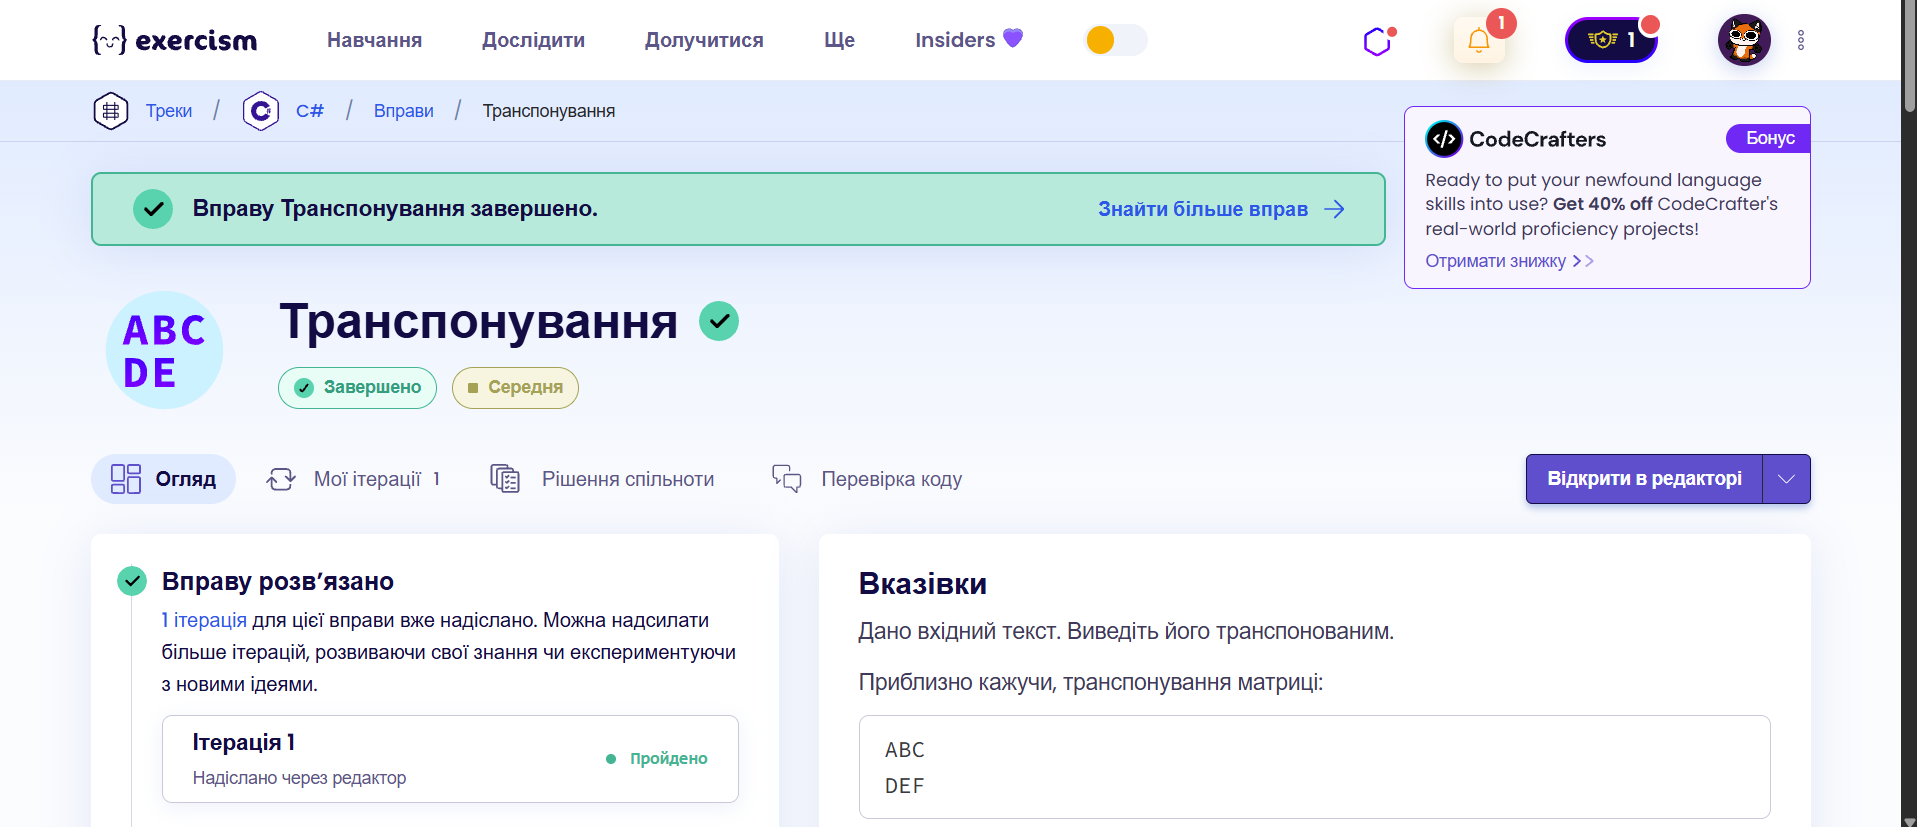 exercism
Навчання
Дослідити
Долучитися
Ще
Insiders 💜
1
1
Треки / C# / Вправи / Транспонування
CodeCrafters
Бонус
Ready to put your newfound language
skills into use? Get 40% off CodeCrafter's
real-world proficiency projects!
Отримати знижку
Вправу Транспонування завершено.
Знайти більше вправ
ABC
DE
Транспонування
Завершено
Середня
Огляд
Мої ітерації 1
Рішення спільноти
Перевірка коду
Відкрити в редакторі
Вправу розв’язано
1 ітерація для цієї вправи вже надіслано. Можна надсилати
більше ітерацій, розвиваючи свої знання чи експериментуючи
з новими ідеями.
Ітерація 1
Надіслано через редактор
Пройдено
Вказівки
Дано вхідний текст. Виведіть його транспонованим.
Приблизно кажучи, транспонування матриці:
ABC
DEF